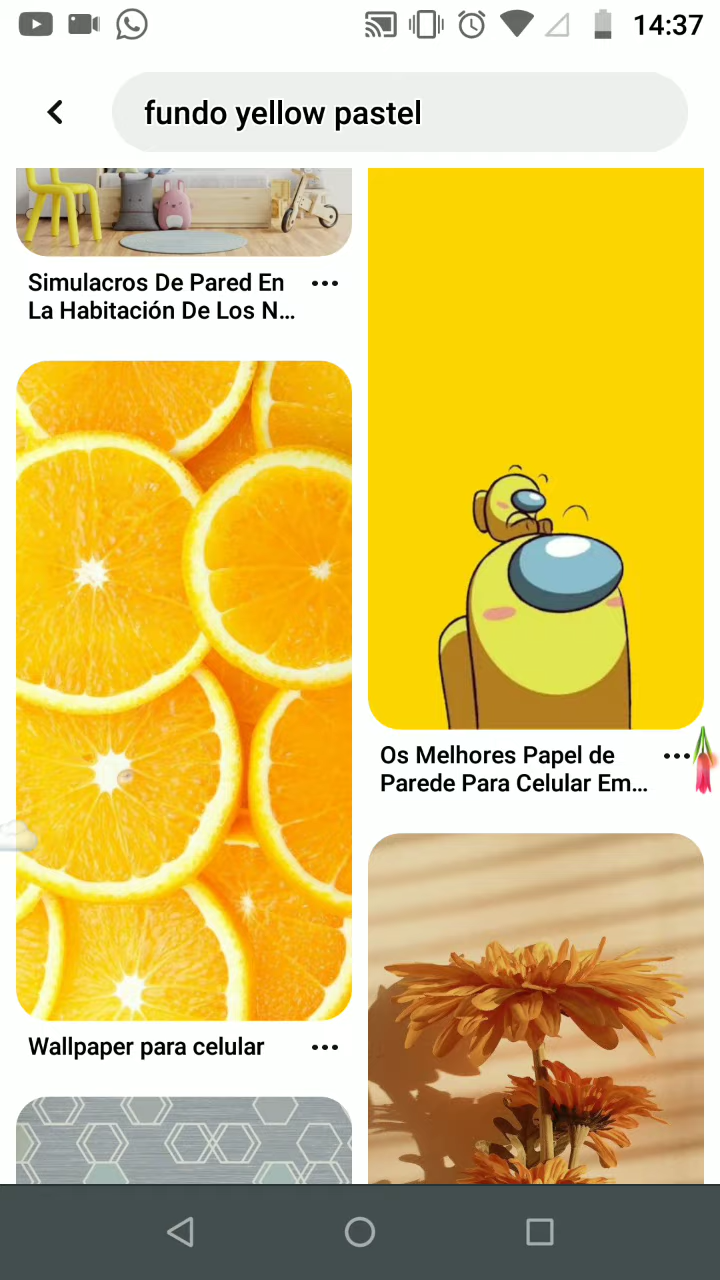 14:37
fundo yellow pastel
Simulacros De Pared En
La Habitación De Los N...
Os Melhores Papel de
Parede Para Celular Em...
Wallpaper para celular